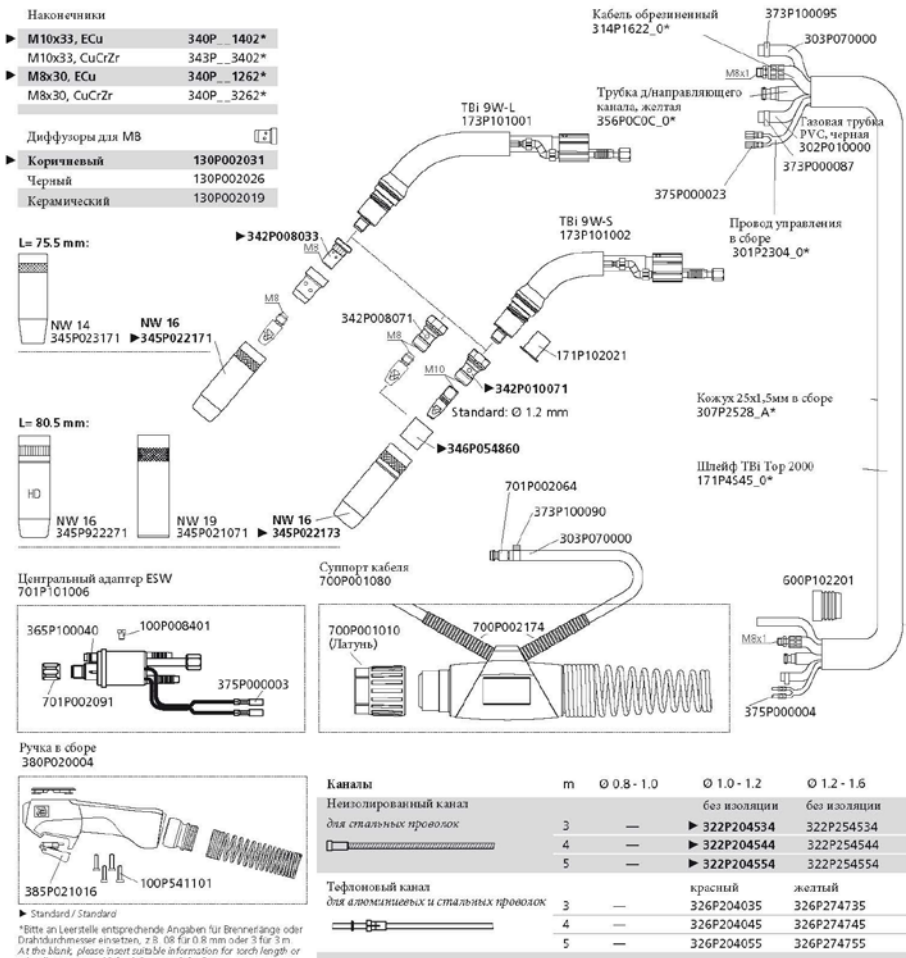 Наконечники
M10x33, ECu 340P__1402*
M10x33, CuCrZr 343P__3402*
M8x30, ECu 340P__1262*
M8x30, CuCrZr 340P__3262*
Диффузоры для MB
Коричневый 130P002031
Черный 130P002026
Керамический 130P002019
L= 75.5 mm:
NW 14
345P023171
NW 16
►345P022171
L= 80.5 mm:
HD
NW 16
345P922271
NW 19
345P021071
NW 16
► 345P022173
TBi 9W-L
173P101001
►342P008033
M8
M8
TBi 9W-S
173P101002
342P008071
M8
M10
171P102021
►342P010071
Standard: Ø 1.2 mm
►346P054860
Кабель обрезиненный
314P1622_0*
373P100095
303P070000
M8x1
Трубка д/направляющего
канала, желтая
356P0C0C_0*
Газовая трубка
PVC, черная
302P010000
373P000087
375P000023
Провод управления
в сборе
301P2304_0*
Кожух 25x1,5мм в сборе
307P2528_A*
Шлейф TBi Top 2000
171P4S45_0*
600P102201
M8x1
375P000004
701P002064
373P100090
303P070000
Суппорт кабеля
700P001080
700P001010
(Латунь)
700P002174
Центральный адаптер ESW
701P101006
365P100040
100P008401
701P002091
375P000003
Ручка в сборе
380P020004
385P021016
100P541101
► Standard / Standard
*Bitte an Leerstelle entsprechende Angaben für Brennerlänge oder
Drahtdurchmesser einsetzen, z.B. 08 für 0.8 mm oder 3 für 3 m.
At the blank, please insert suitable information for torch length or
Каналы m Ø 0.8 - 1.0 Ø 1.0 - 1.2 Ø 1.2 - 1.6
Неизолированный канал без изоляции без изоляции
для стальных проволок 3 — ► 322P204534 322P254534
4 — ► 322P204544 322P254544
5 — ► 322P204554 322P254554
Тефлоновый канал красный желтый
для алюминиевых и стальных проволок 3 — 326P204035 326P274735
4 — 326P204045 326P274745
5 — 326P204055 326P274755